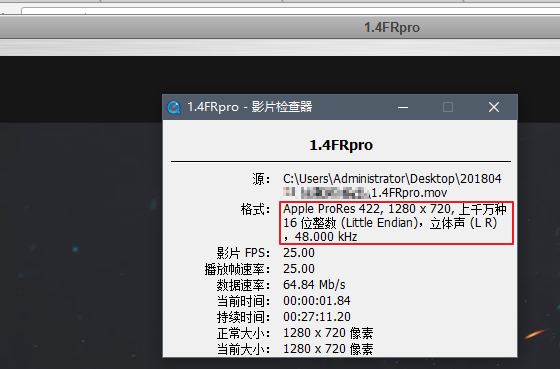 1.4FRpro
1.4FRpro - 影片检查器
1.4FRpro
源： C:\Users\Administrator\Desktop\201804
1.4FRpro.mov
格式： Apple ProRes 422, 1280 x 720, 上千万种
16 位整数 (Little Endian)，立体声 (L R)
，48.000 kHz
影片 FPS： 25.00
播放帧速率： 25.00
数据速率： 64.84 Mb/s
当前时间： 00:00:01.84
持续时间： 00:27:11.20
正常大小： 1280 x 720 像素
当前大小： 1280 x 720 像素